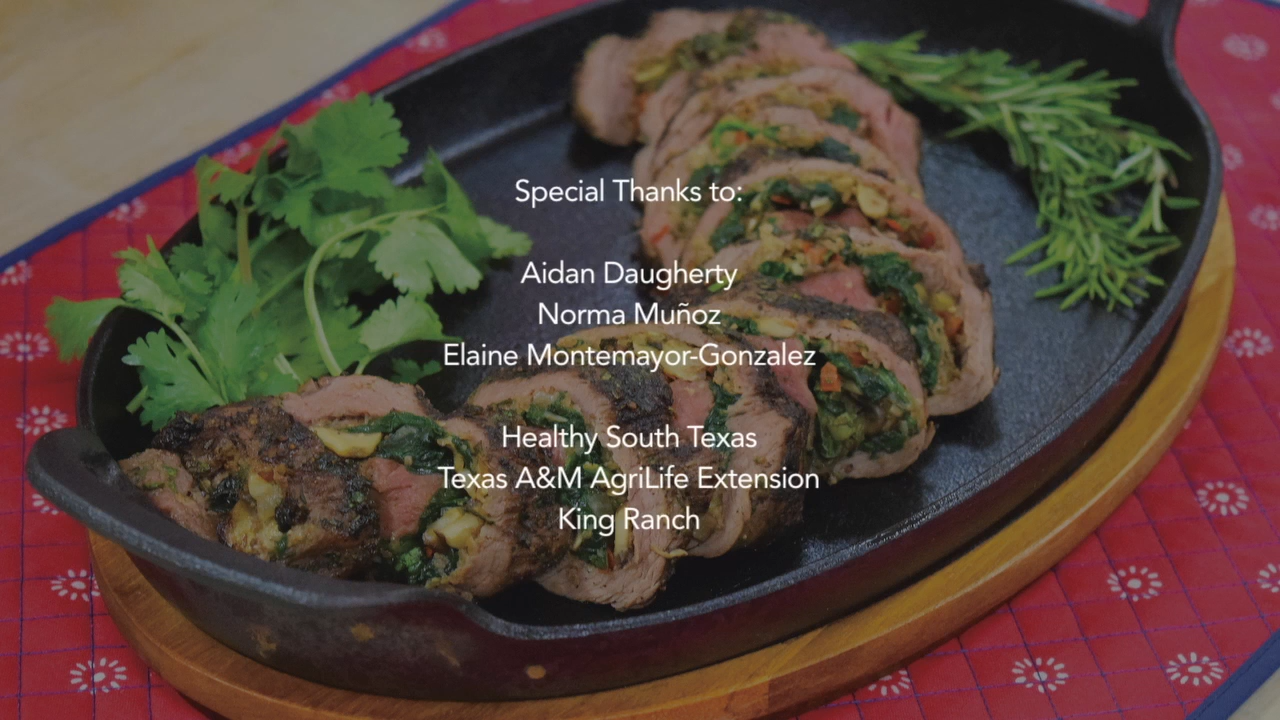 Special Thanks to:
Aidan Daugherty
Norma Muñoz
Elaine Montemayor-Gonzalez
Healthy South Texas
Texas A&M AgriLife Extension
King Ranch